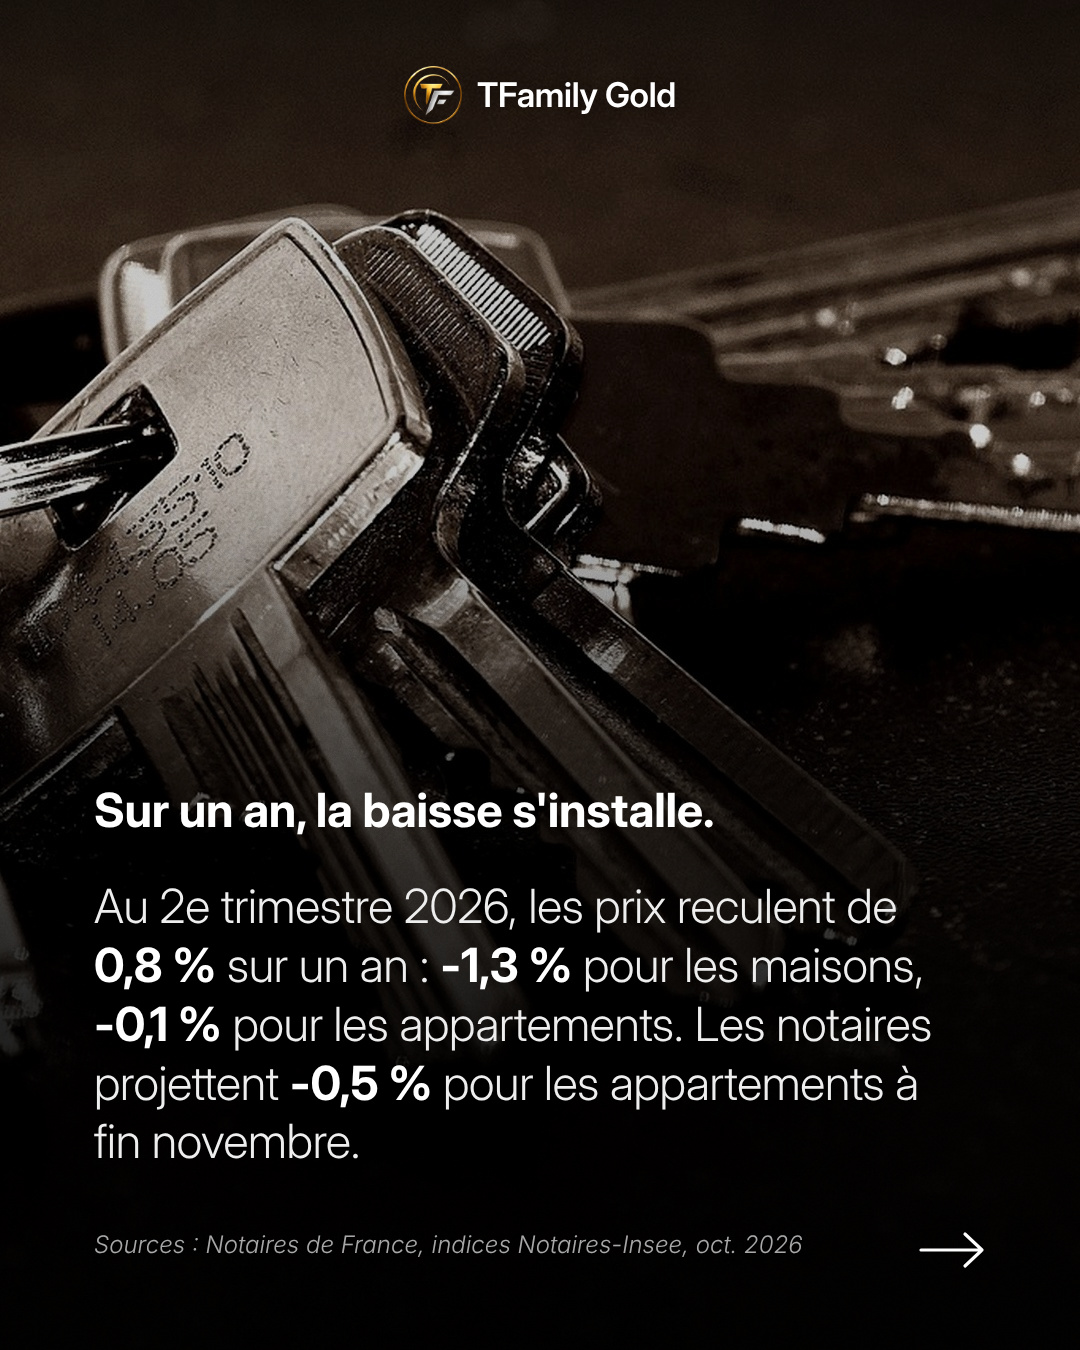 TFamily Gold
Sur un an, la baisse s'installe.
Au 2e trimestre 2026, les prix reculent de
0,8 % sur un an : -1,3 % pour les maisons,
-0,1 % pour les appartements. Les notaires
projettent -0,5 % pour les appartements à
fin novembre.
Sources : Notaires de France, indices Notaires-Insee, oct. 2026